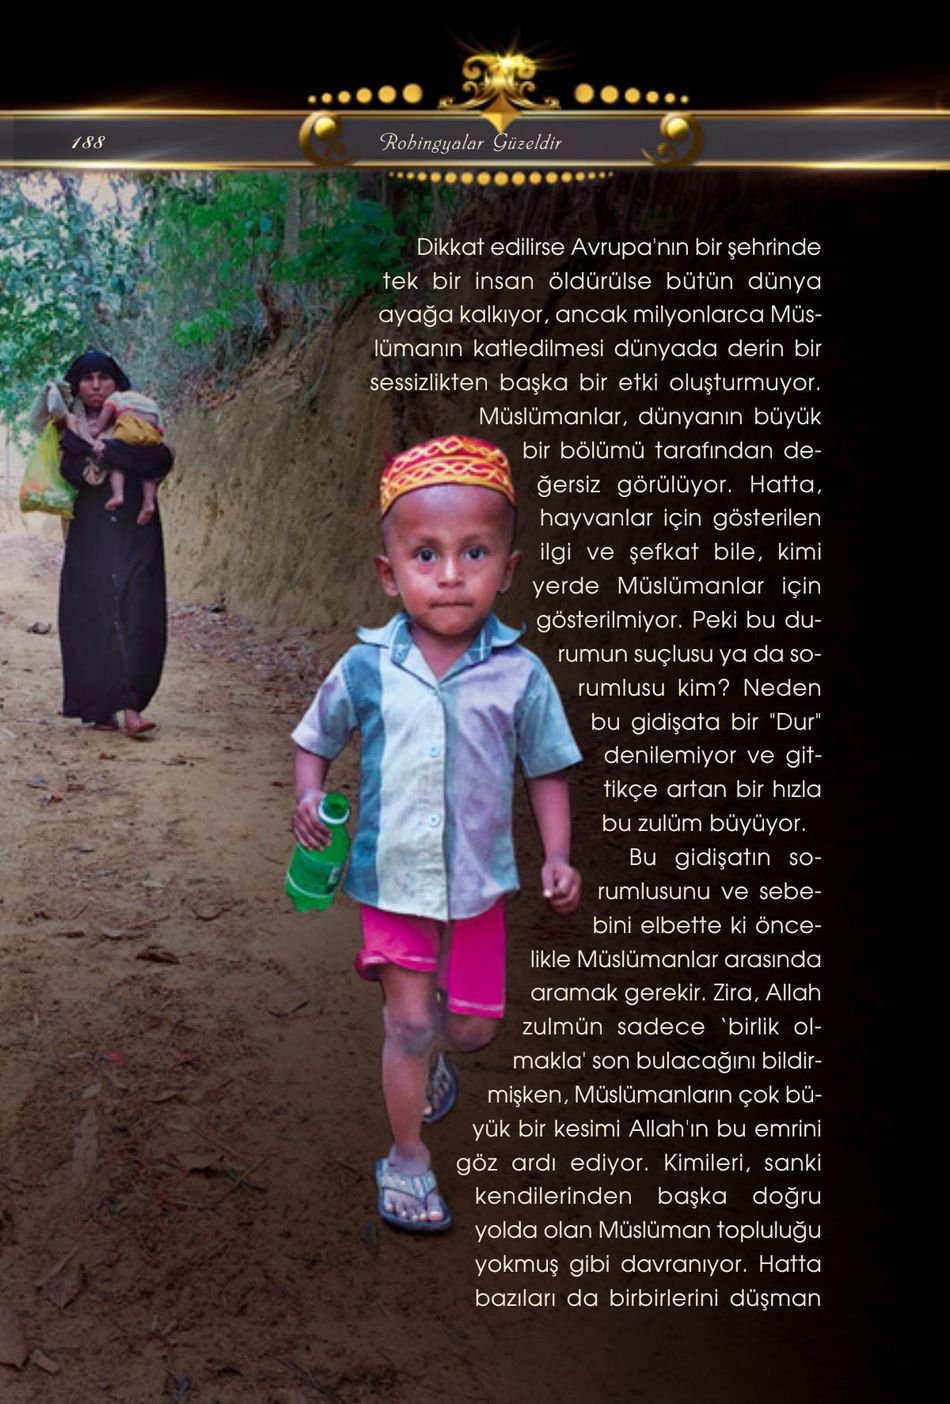 188
Rohingyalar Güzeldir
Dikkat edilirse Avrupa'nın bir şehrinde
tek bir insan öldürülse bütün dünya
ayağa kalkıyor, ancak milyonlarca Müs-
lümanın katledilmesi dünyada derin bir
sessizlikten başka bir etki oluşturmuyor.
Müslümanlar, dünyanın büyük
bir bölümü tarafından de-
ğersiz görülüyor. Hatta,
hayvanlar için gösterilen
ilgi ve şefkat bile, kimi
yerde Müslümanlar için
gösterilmiyor. Peki bu du-
rumun suçlusu ya da so-
rumlusu kim? Neden
bu gidişata bir "Dur"
denilemiyor ve git-
tikçe artan bir hızla
bu zulüm büyüyor.
Bu gidişatın so-
rumlusunu ve sebe-
bini elbette ki önce-
likle Müslümanlar arasında
aramak gerekir. Zira, Allah
zulmün sadece ‵birlik ol-
makla' son bulacağını bildir-
mişken, Müslümanların çok bü-
yük bir kesimi Allah'ın bu emrini
göz ardı ediyor. Kimileri, sanki
kendilerinden başka doğru
yolda olan Müslüman topluluğu
yokmuş gibi davranıyor. Hatta
bazıları da birbirlerini düşman